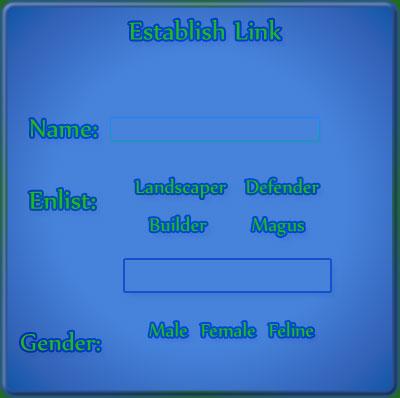 Establish Link
Name:
Enlist:
Landscaper Defender
Builder Magus
Gender:
Male Female Feline